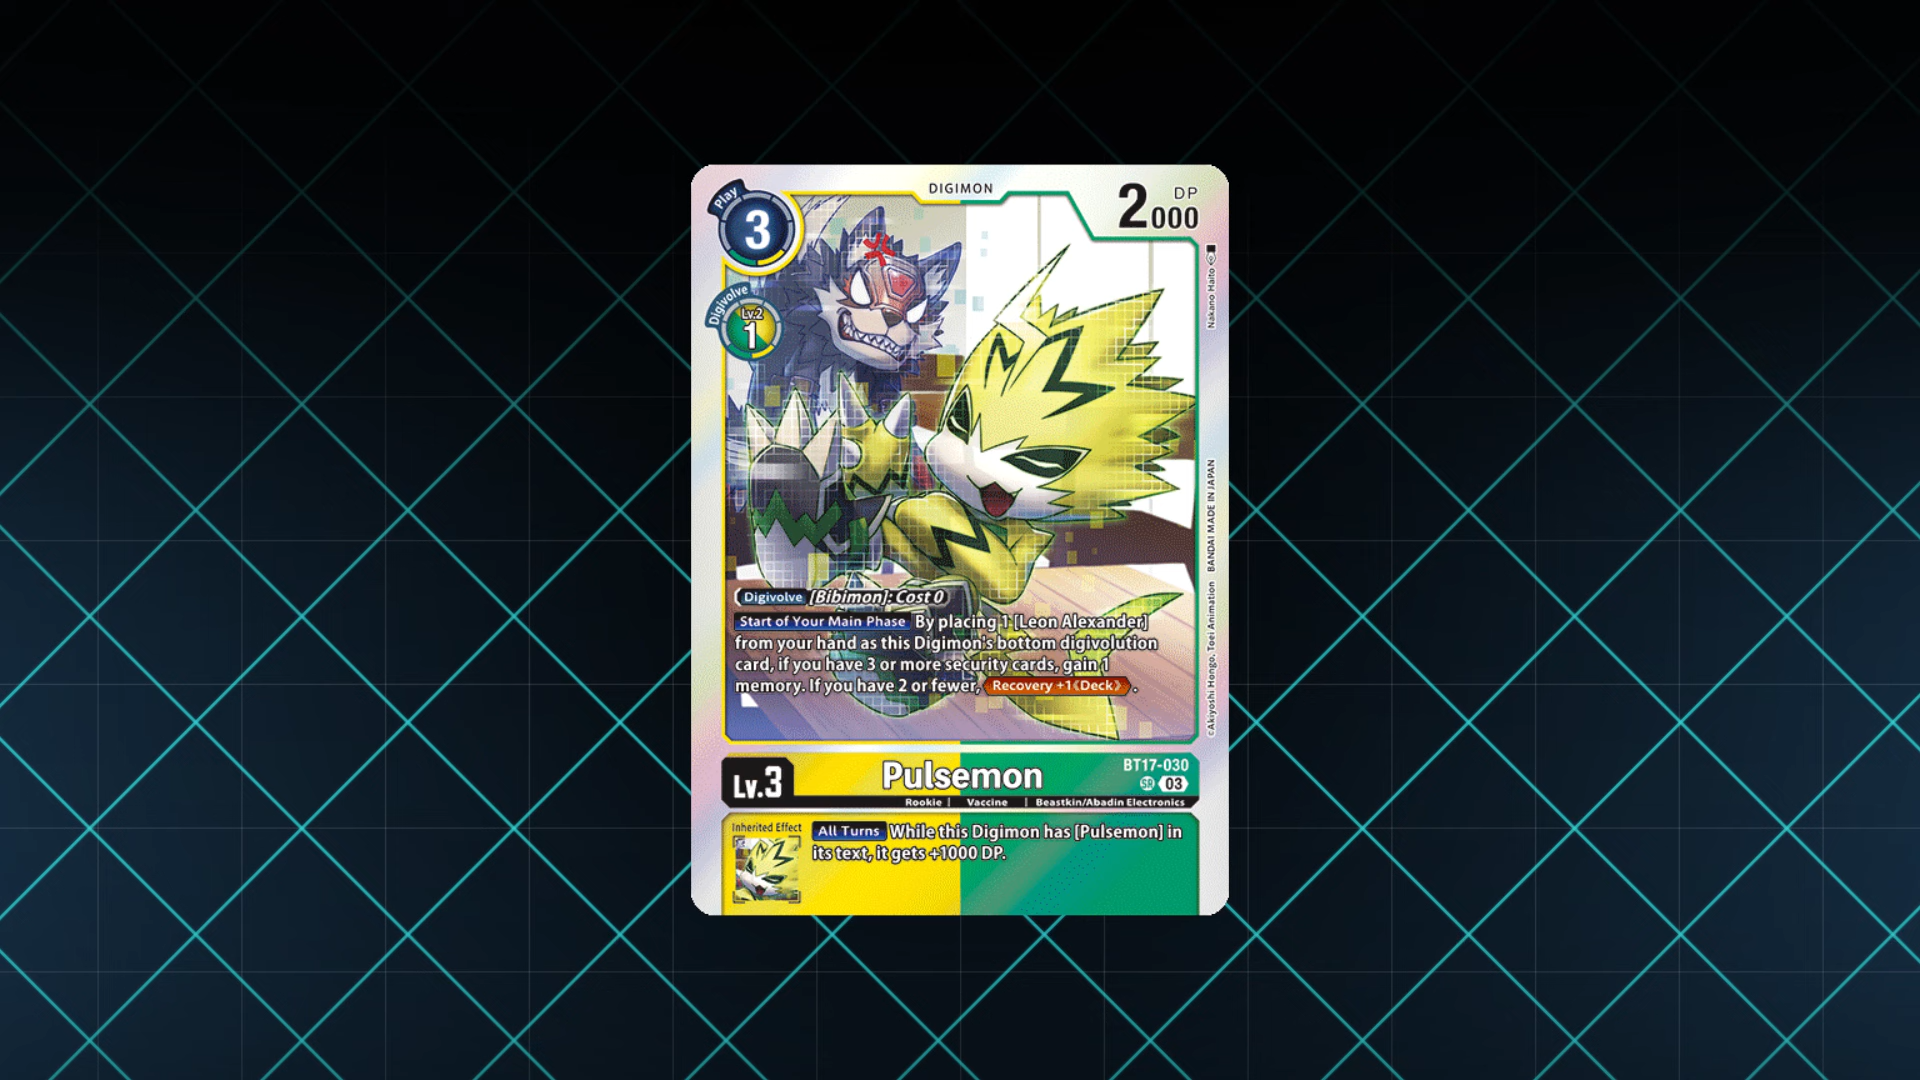 DIGIMON
Play
3
2000
DP
Digivolve
Lv.2
1
Nakano Haito
BANDAI MADE IN JAPAN
©Akiyoshi Hongo, Toei Animation
Digivolve [Bibimon]: Cost 0
Start of Your Main Phase By placing 1 [Leon Alexander]
from your hand as this Digimon's bottom digivolution
card, if you have 3 or more security cards, gain 1
memory. If you have 2 or fewer, Recovery +1《Deck》.
Lv.3
Pulsemon
BT17-030
SR 03
Rookie | Vaccine | Beastkin/Abadin Electronics
Inherited Effect
All Turns While this Digimon has [Pulsemon] in
its text, it gets +1000 DP.